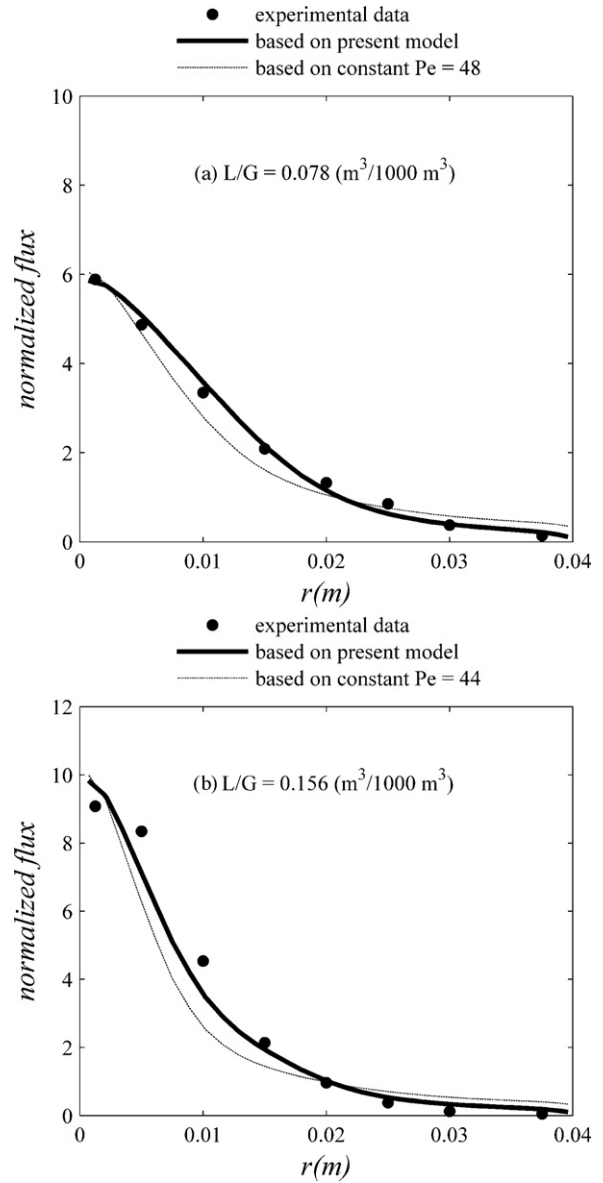 experimental data
based on present model
based on constant Pe = 48
10
(a) L/G = 0.078 (m³/1000 m³)
8
6
normalized flux
4
2
0
0 0.01 0.02 0.03 0.04
r(m)
experimental data
based on present model
based on constant Pe = 44
12
10
(b) L/G = 0.156 (m³/1000 m³)
8
normalized flux
6
4
2
0
0 0.01 0.02 0.03 0.04
r(m)